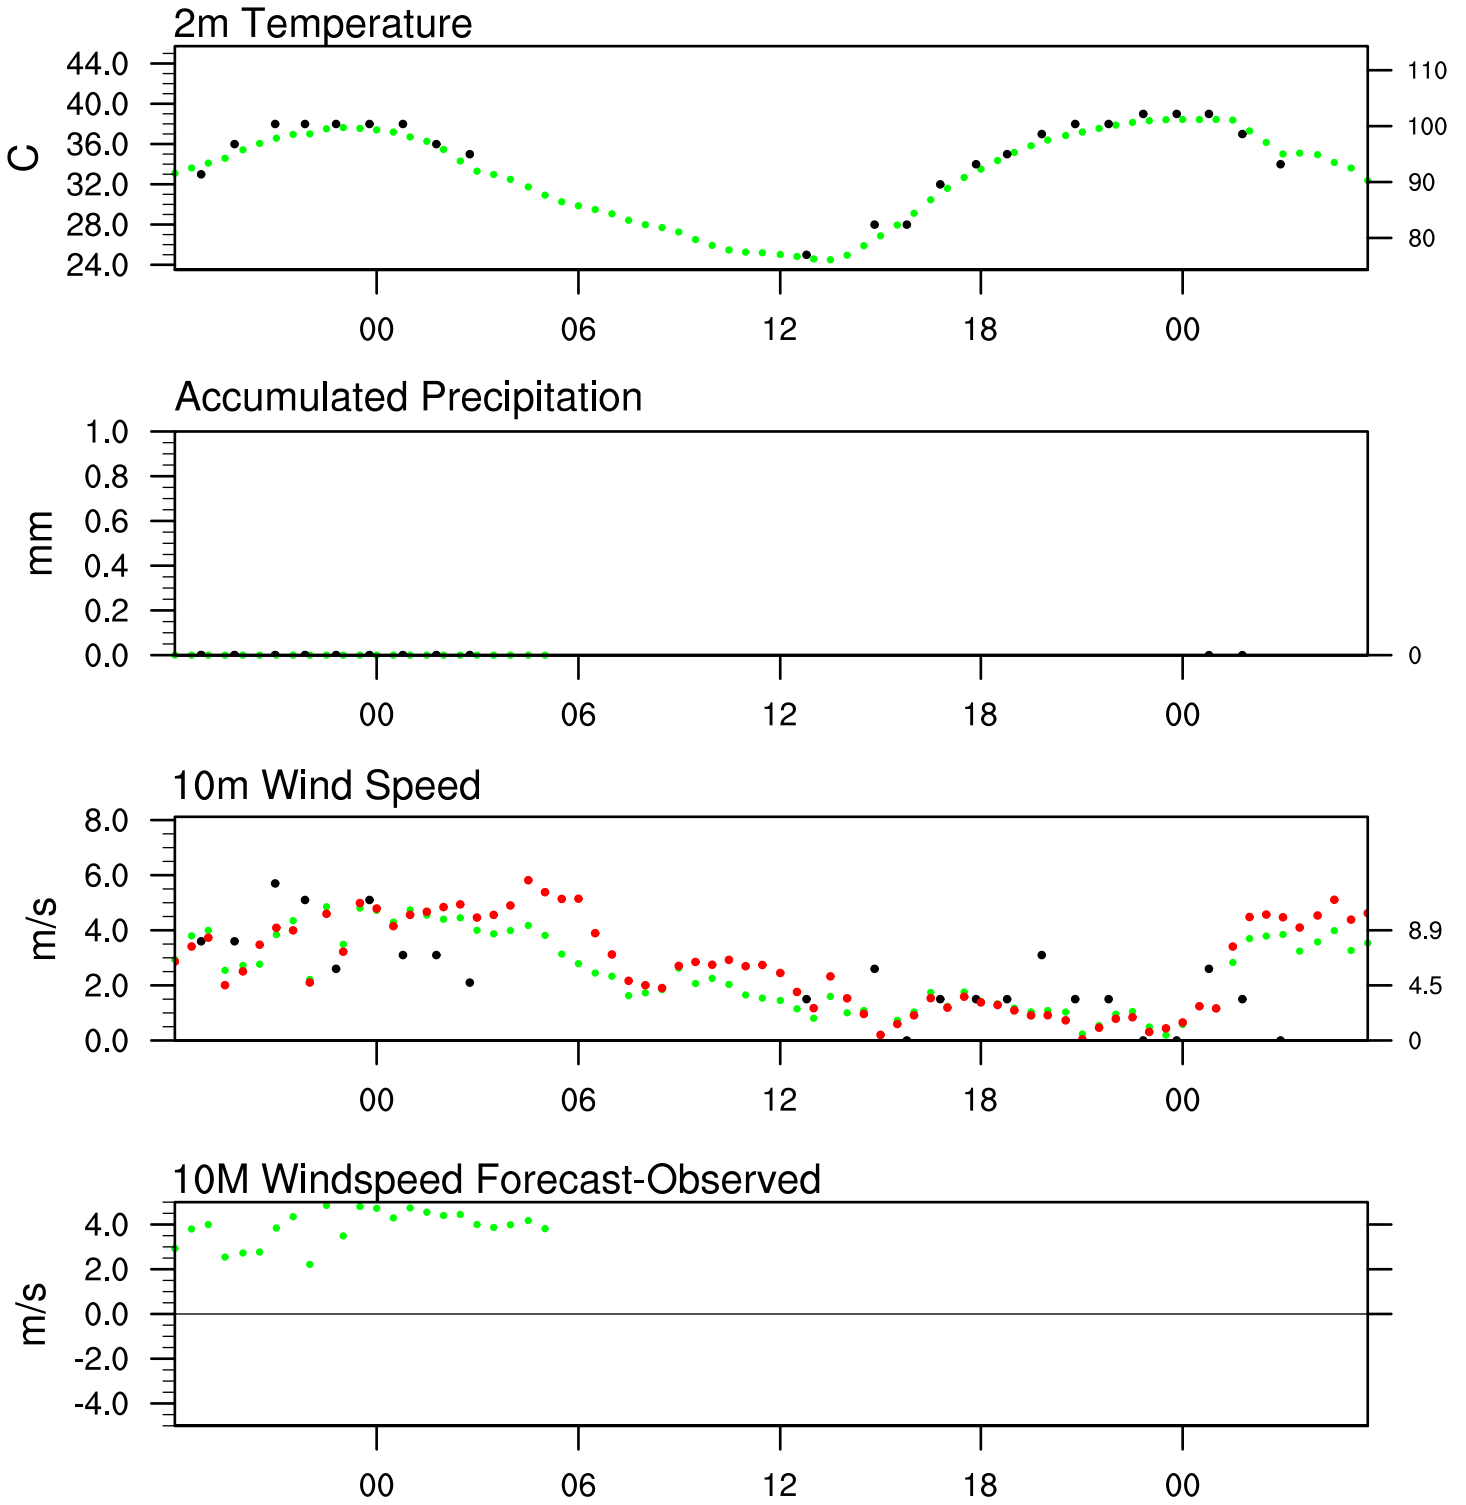 2m Temperature
44.0
40.0
36.0
32.0
28.0
24.0
C
110
100
90
80
00 06 12 18 00
Accumulated Precipitation
1.0
0.8
0.6
0.4
0.2
0.0
mm
0
00 06 12 18 00
10m Wind Speed
8.0
6.0
4.0
2.0
0.0
m/s
8.9
4.5
0
00 06 12 18 00
10M Windspeed Forecast-Observed
4.0
2.0
0.0
-2.0
-4.0
m/s
00 06 12 18 00